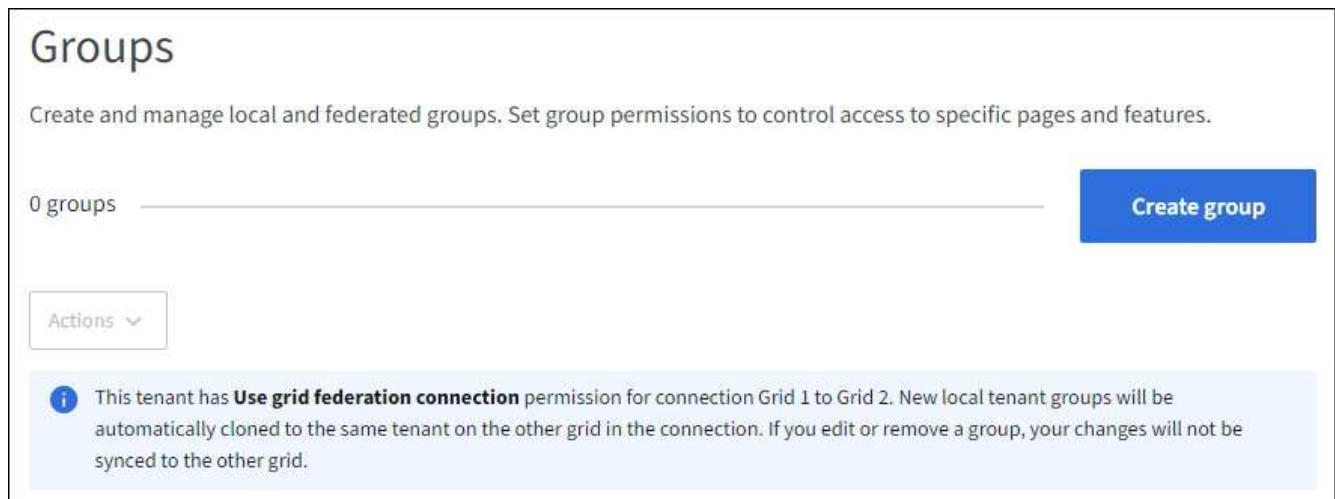 Groups
Create and manage local and federated groups. Set group permissions to control access to specific pages and features.
0 groups
Create group
Actions
This tenant has Use grid federation connection permission for connection Grid 1 to Grid 2. New local tenant groups will be
automatically cloned to the same tenant on the other grid in the connection. If you edit or remove a group, your changes will not be
synced to the other grid.